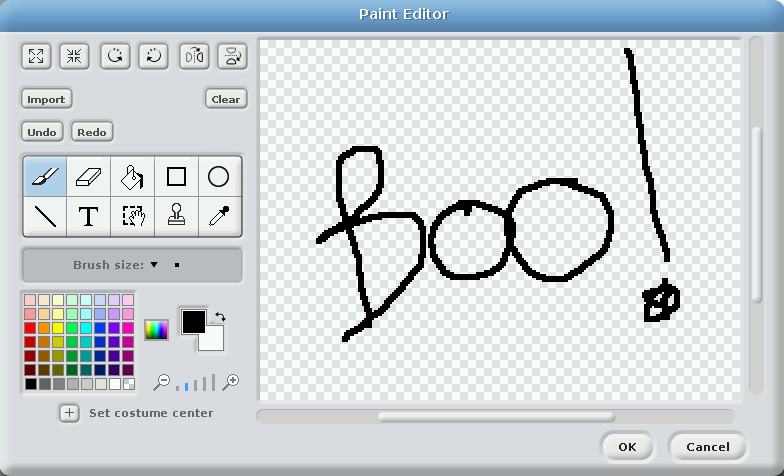 Paint Editor
Import
Clear
Undo
Redo
T
Brush size:
Set costume center
Boo!
OK
Cancel